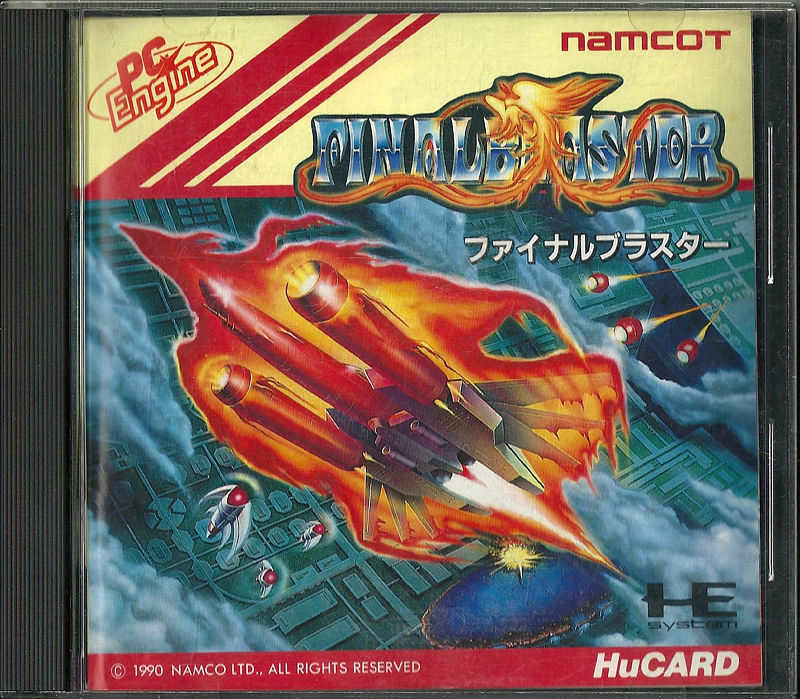 PC Engine
namcoT
FINAL BLASTER
ファイナルブラスター
HE
system
© 1990 NAMCO LTD., ALL RIGHTS RESERVED
HuCARD